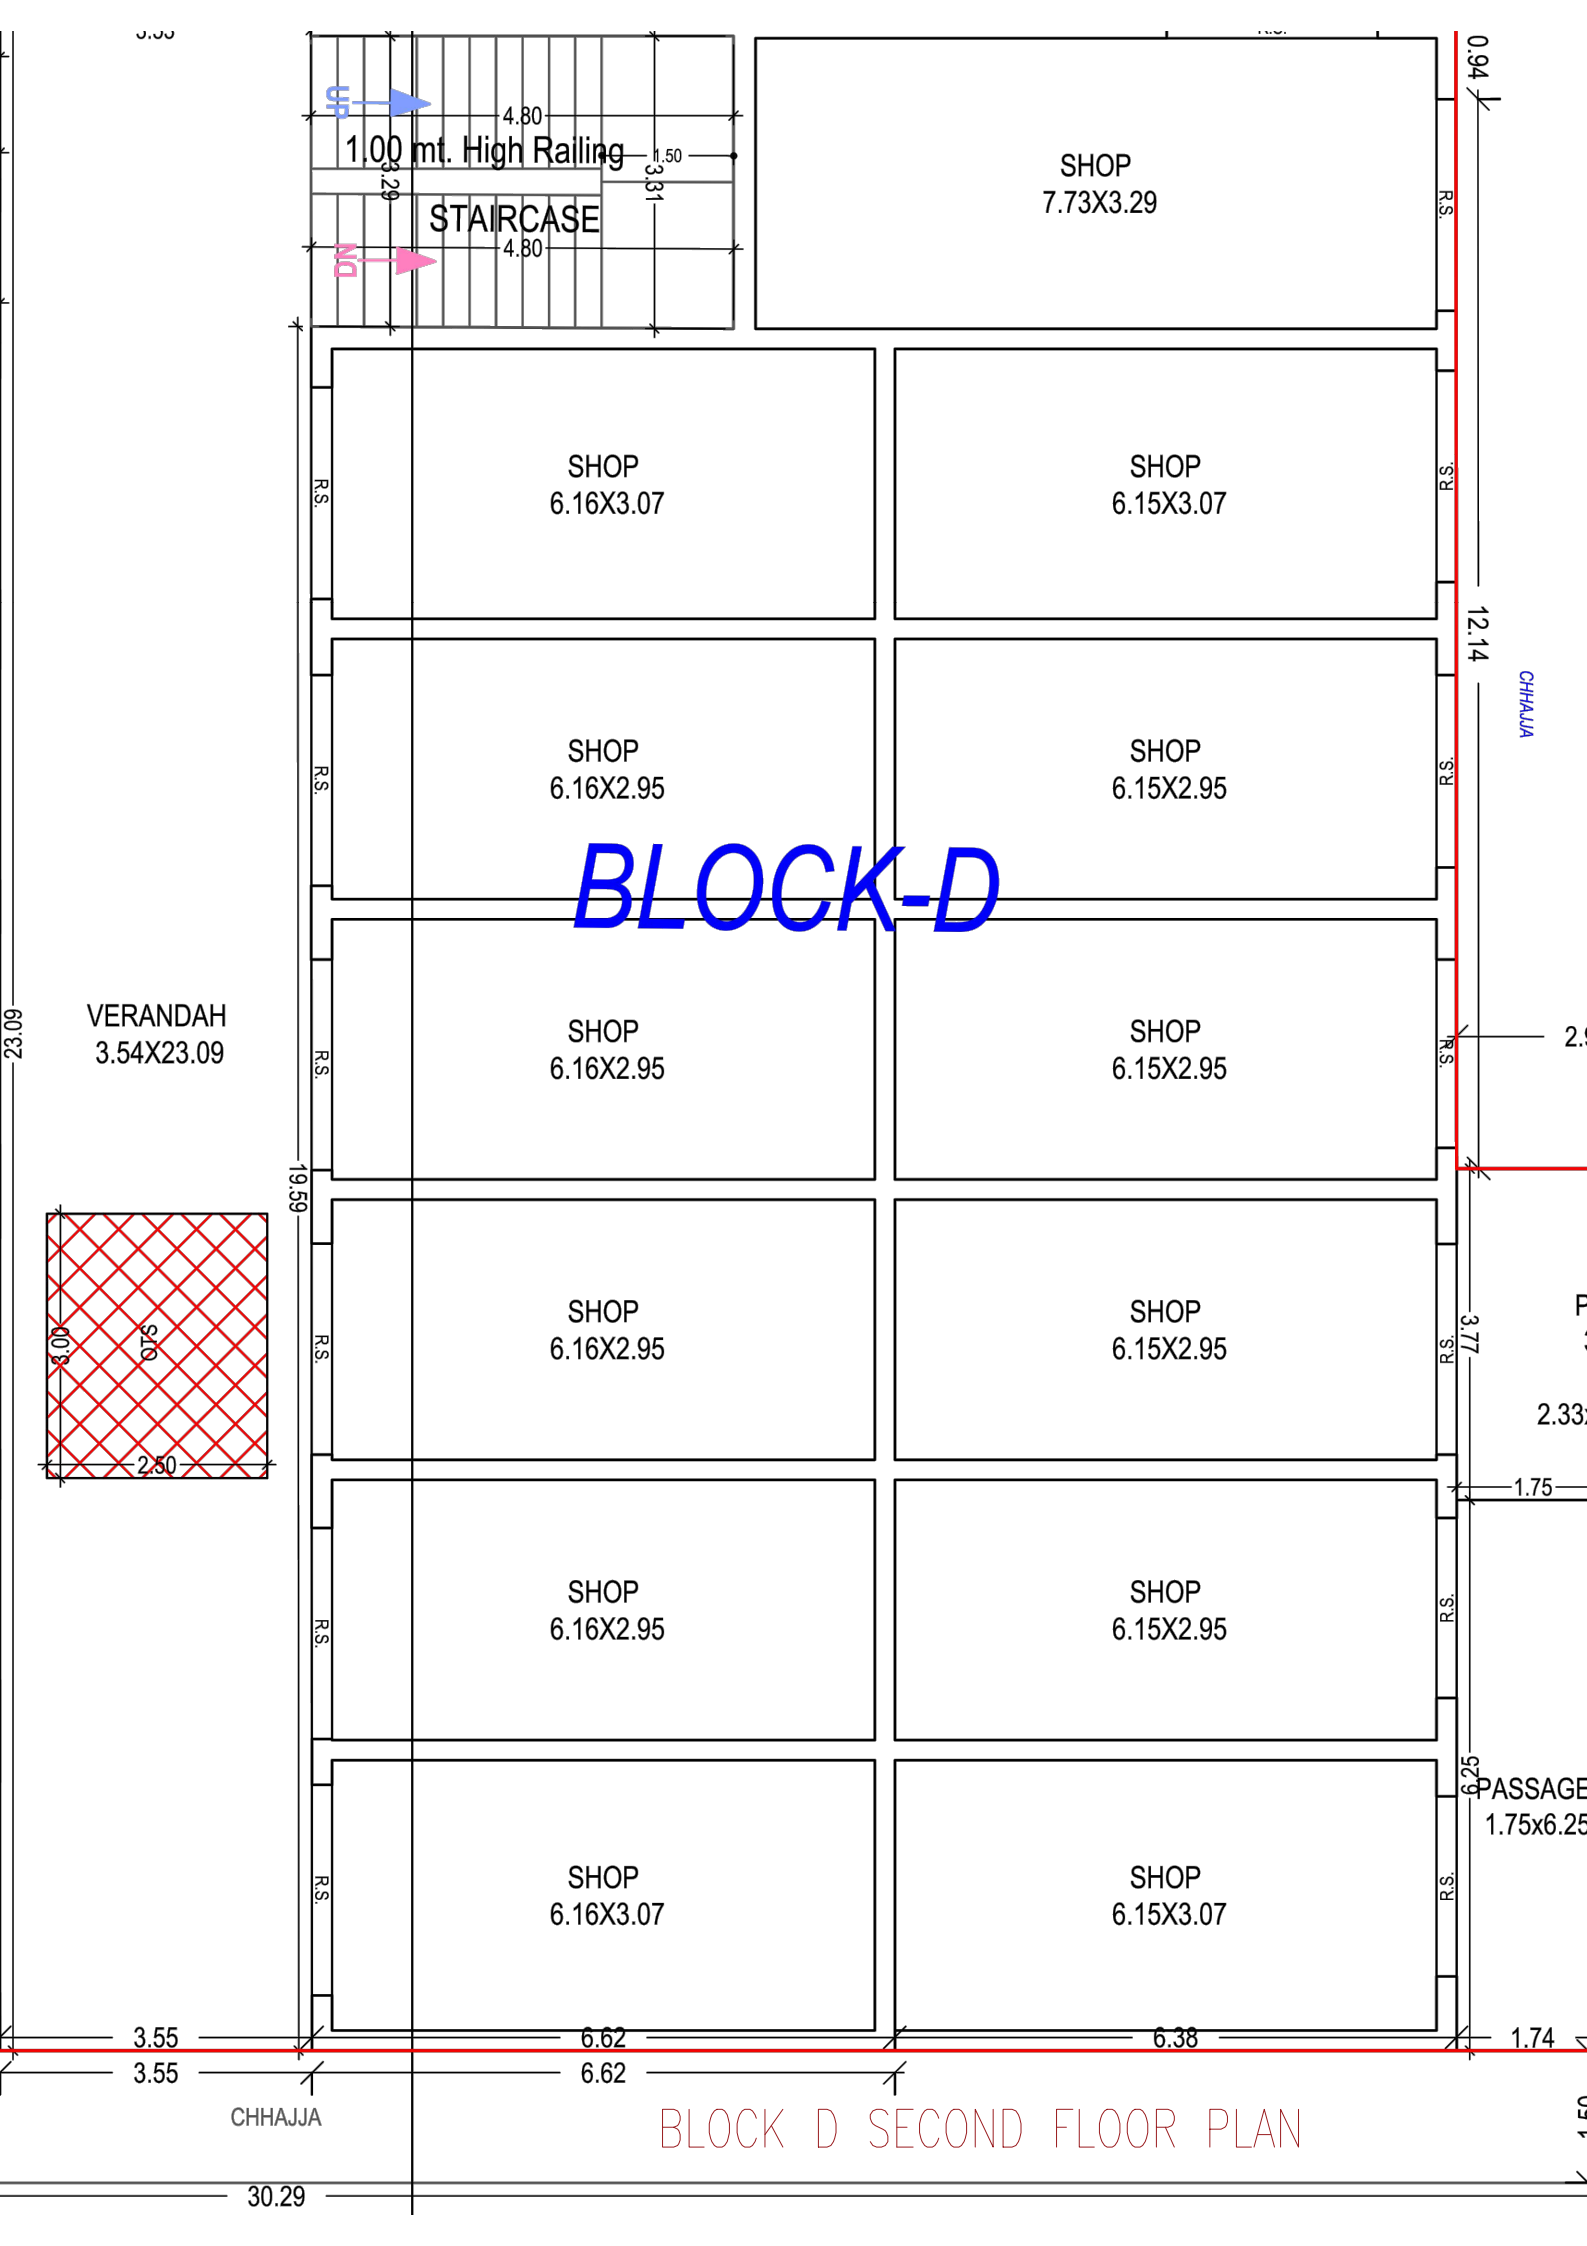 0.94
UP
4.80
1.00 mt. High Railing
1.50
3.29
3.31
STAIRCASE
4.80
DN
SHOP
7.73X3.29
R.S.
SHOP
6.16X3.07
SHOP
6.15X3.07
R.S.
R.S.
12.14
CHHAJJA
SHOP
6.16X2.95
SHOP
6.15X2.95
R.S.
R.S.
BLOCK-D
23.09
VERANDAH
3.54X23.09
SHOP
6.16X2.95
SHOP
6.15X2.95
R.S.
R.S.
19.59
3.00
OTS
2.50
SHOP
6.16X2.95
SHOP
6.15X2.95
R.S.
R.S.
3.77
2.33x
1.75
SHOP
6.16X2.95
SHOP
6.15X2.95
R.S.
R.S.
6.25
PASSAGE
1.75x6.25
SHOP
6.16X3.07
SHOP
6.15X3.07
R.S.
R.S.
3.55
6.62
6.38
1.74
3.55
6.62
CHHAJJA
BLOCK D SECOND FLOOR PLAN
1.50
30.29